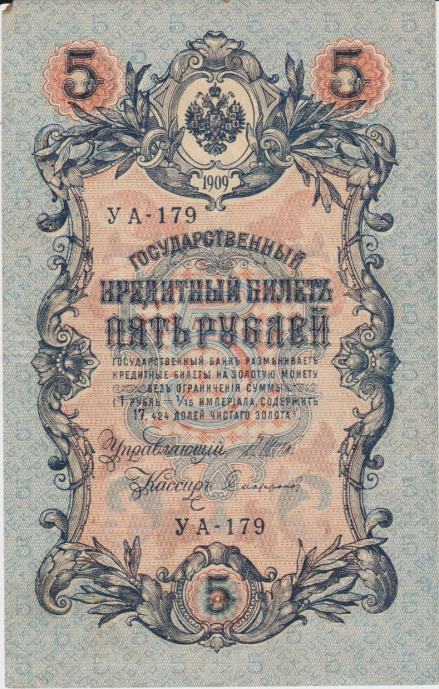 5 5
1909
УА-179
ГОСУДАРСТВЕННЫЙ
КРЕДИТНЫЙ БИЛЕТЪ
ПЯТЬ РУБЛЕЙ
ГОСУДАРСТВЕННЫЙ БАНКЪ РАЗМѢНИВАЕТЪ
КРЕДИТНЫЕ БИЛЕТЫ НА ЗОЛОТУЮ МОНЕТУ
БЕЗЪ ОГРАНИЧЕНІЯ СУММЫ
(1 РУБЛЬ = 1/15 ИМПЕРІАЛА, СОДЕРЖИТЪ
17,424 ДОЛЕЙ ЧИСТАГО ЗОЛОТА).
Управляющій
Кассиръ
УА-179
5